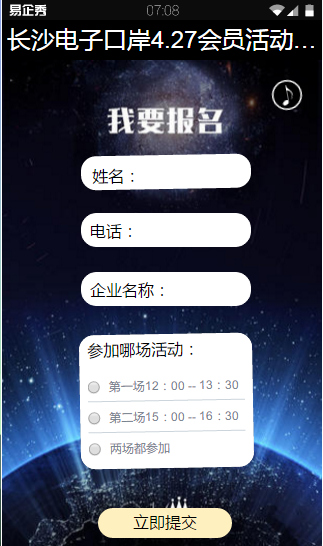 易企秀 07:08
长沙电子口岸4.27会员活动...
我要报名
姓名：
电话：
企业名称：
参加哪场活动：
第一场12：00 -- 13：30
第二场15：00 -- 16：30
两场都参加
立即提交